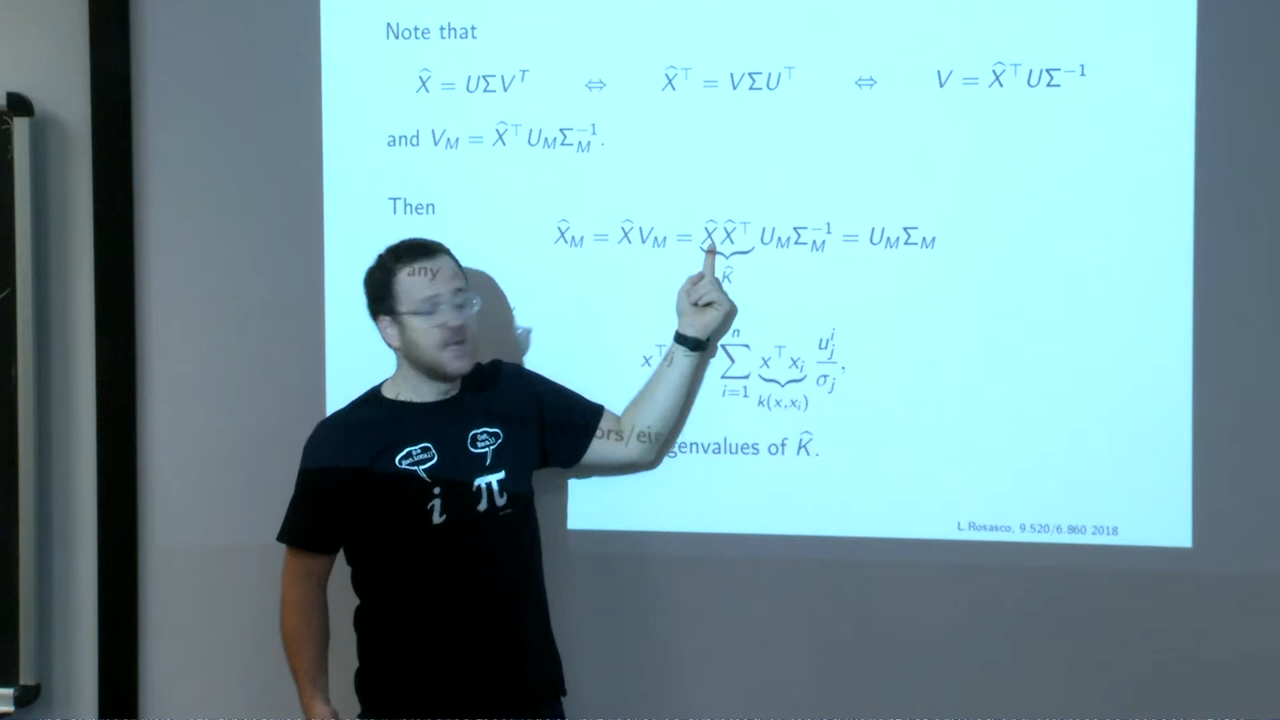 Note that
X̂ = UΣV^T ⇔ X̂^⊤ = VΣU^⊤ ⇔ V = X̂^⊤UΣ^{-1}
and V_M = X̂^⊤U_MΣ_M^{-1}.
Then
X̂_M = X̂V_M = X̂X̂^⊤U_MΣ_M^{-1} = U_MΣ_M
K̂
any
x^⊤ ∑_{i=1}^n x^⊤x_i u_j^i/σ_j,
k(x,x_i)
genvalues of K̂.
i π
L.Rosasco, 9.520/6.860 2018